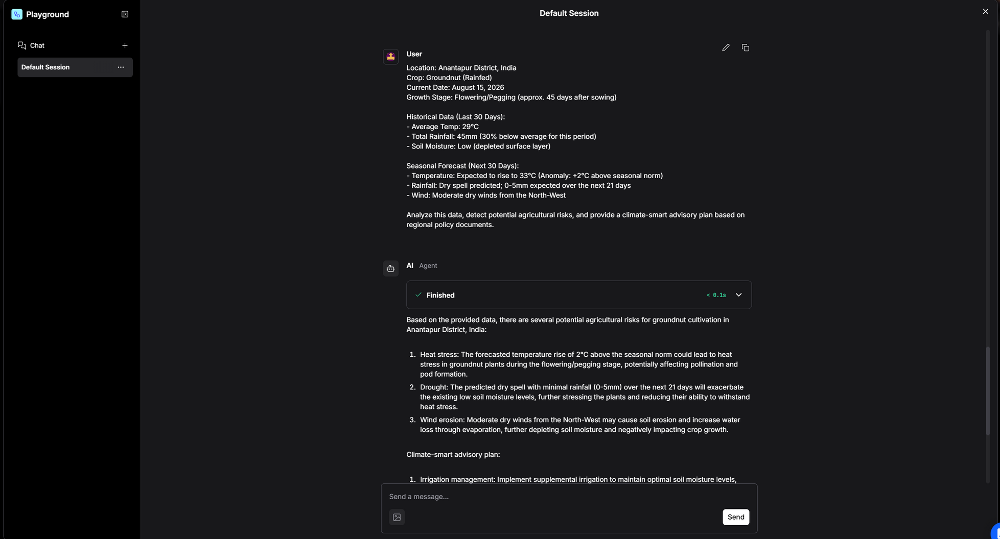 Playground
Default Session
Chat
Default Session
User
Location: Anantapur District, India
Crop: Groundnut (Rainfed)
Current Date: August 15, 2026
Growth Stage: Flowering/Pegging (approx. 45 days after sowing)
Historical Data (Last 30 Days):
- Average Temp: 29°C
- Total Rainfall: 45mm (30% below average for this period)
- Soil Moisture: Low (depleted surface layer)
Seasonal Forecast (Next 30 Days):
- Temperature: Expected to rise to 33°C (Anomaly: +2°C above seasonal norm)
- Rainfall: Dry spell predicted; 0-5mm expected over the next 21 days
- Wind: Moderate dry winds from the North-West
Analyze this data, detect potential agricultural risks, and provide a climate-smart advisory plan based on
regional policy documents.
AI Agent
Finished < 0.1s
Based on the provided data, there are several potential agricultural risks for groundnut cultivation in
Anantapur District, India:
1. Heat stress: The forecasted temperature rise of 2°C above the seasonal norm could lead to heat
stress in groundnut plants during the flowering/pegging stage, potentially affecting pollination and
pod formation.
2. Drought: The predicted dry spell with minimal rainfall (0-5mm) over the next 21 days will exacerbate
the existing low soil moisture levels, further stressing the plants and reducing their ability to withstand
heat stress.
3. Wind erosion: Moderate dry winds from the North-West may cause soil erosion and increase water
loss through evaporation, further depleting soil moisture and negatively impacting crop growth.
Climate-smart advisory plan:
1. Irrigation management: Implement supplemental irrigation to maintain optimal soil moisture levels,
Send a message...
Send